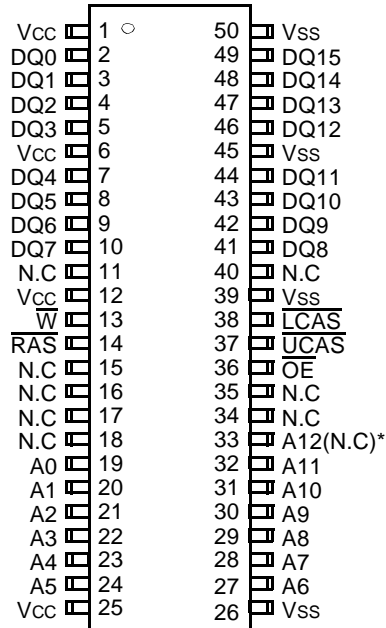 Vcc 1 50 Vss
DQ0 2 49 DQ15
DQ1 3 48 DQ14
DQ2 4 47 DQ13
DQ3 5 46 DQ12
Vcc 6 45 Vss
DQ4 7 44 DQ11
DQ5 8 43 DQ10
DQ6 9 42 DQ9
DQ7 10 41 DQ8
N.C 11 40 N.C
Vcc 12 39 Vss
W̅ 13 38 L̅C̅A̅S̅
R̅A̅S̅ 14 37 U̅C̅A̅S̅
N.C 15 36 O̅E̅
N.C 16 35 N.C
N.C 17 34 N.C
N.C 18 33 A12(N.C)*
A0 19 32 A11
A1 20 31 A10
A2 21 30 A9
A3 22 29 A8
A4 23 28 A7
A5 24 27 A6
Vcc 25 26 Vss